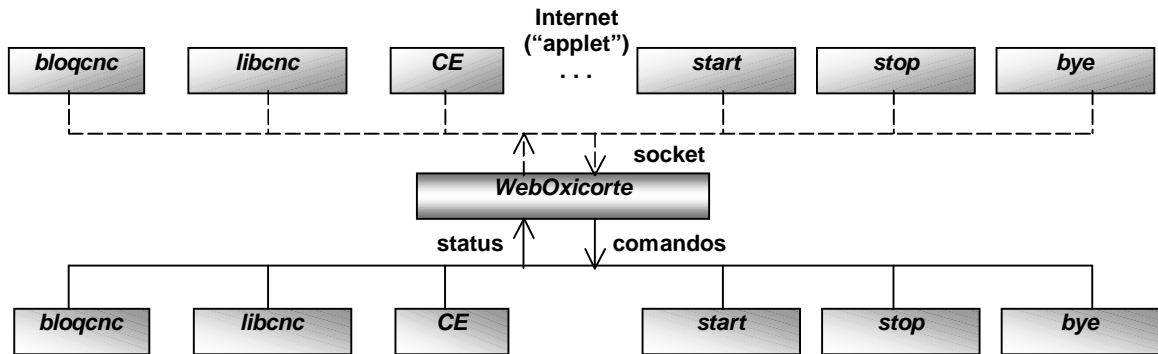 Internet
(“applet”)
bloqcnc libcnc CE . . . start stop bye
socket
WebOxicorte
status comandos
bloqcnc libcnc CE start stop bye